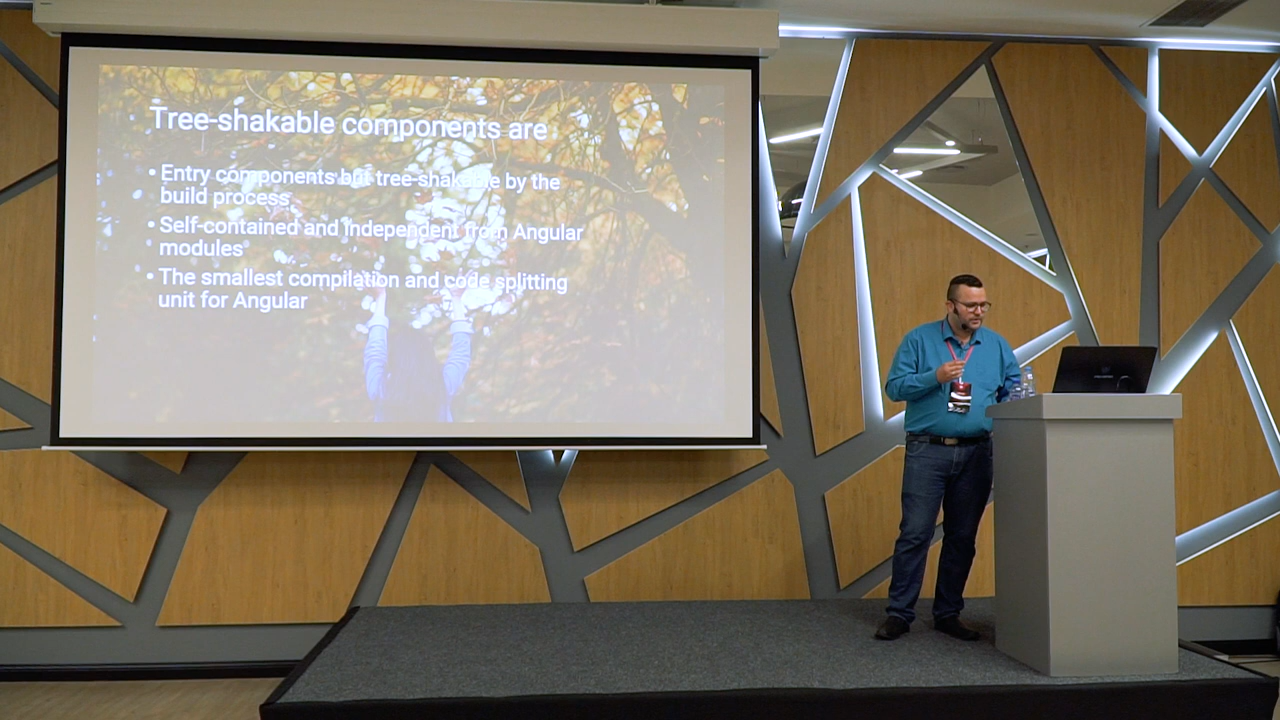 Tree-shakable components are
• Entry components but tree-shakable by the
build process
• Self-contained and independent from Angular
modules
• The smallest compilation and code splitting
unit for Angular